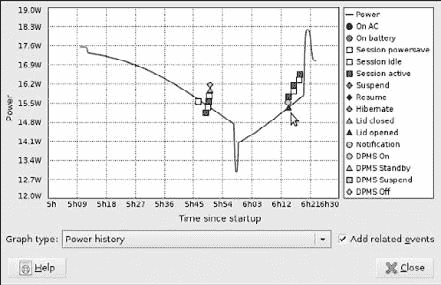 19.0W
18.2W
17.6W
16.9W
16.2W
15.5W
14.8W
14.1W
13.4W
12.7W
12.0W
Power
5h 5h09 5h18 5h27 5h36 5h45 5h54 6h03 6h12 6h216h30
Time since startup
Power
On AC
On battery
Session powersave
Session idle
Session active
Suspend
Resume
Hibernate
Lid closed
Lid opened
Notification
DPMS On
DPMS Standby
DPMS Suspend
DPMS Off
Graph type: Power history
Add related events
Help
Close